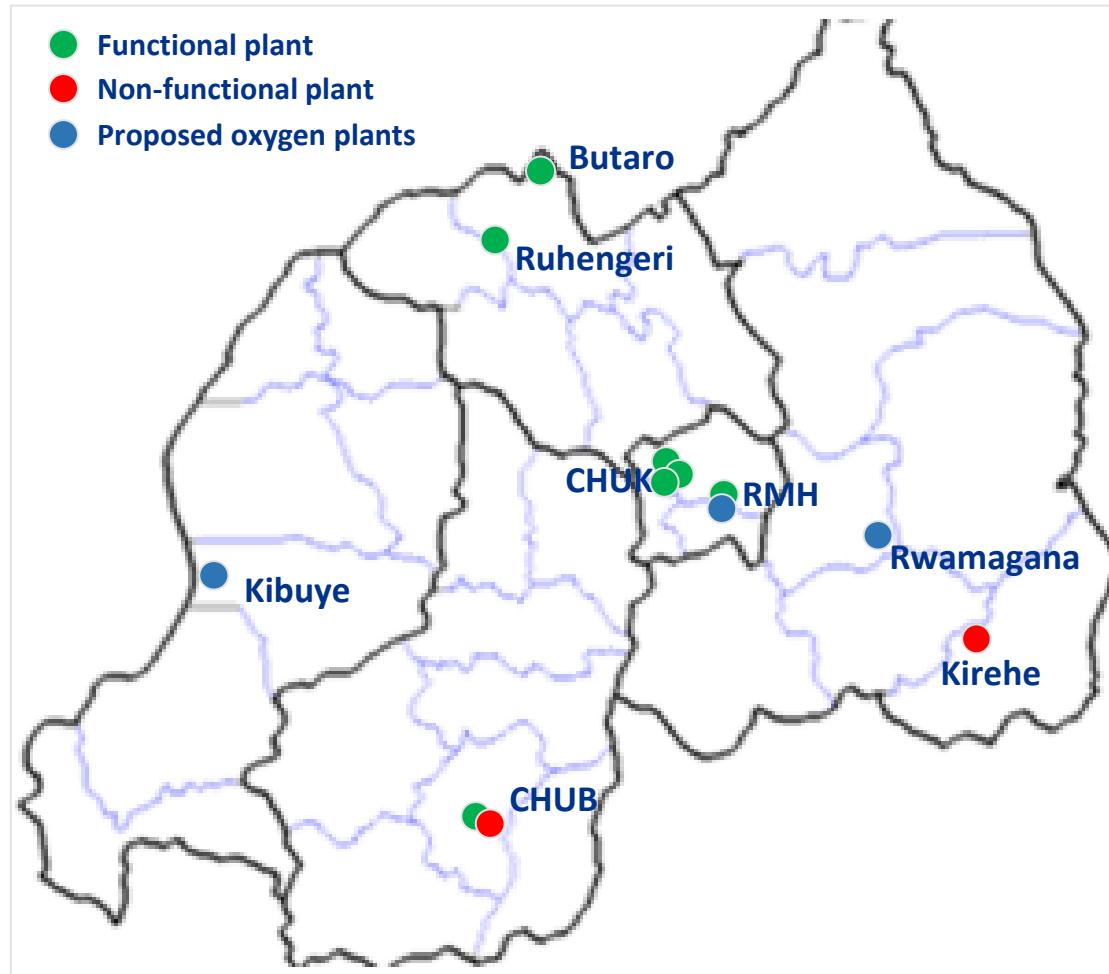 Functional plant
Non-functional plant
Proposed oxygen plants
Butaro
Ruhengeri
CHUK
RMH
Rwamagana
Kibuye
Kirehe
CHUB